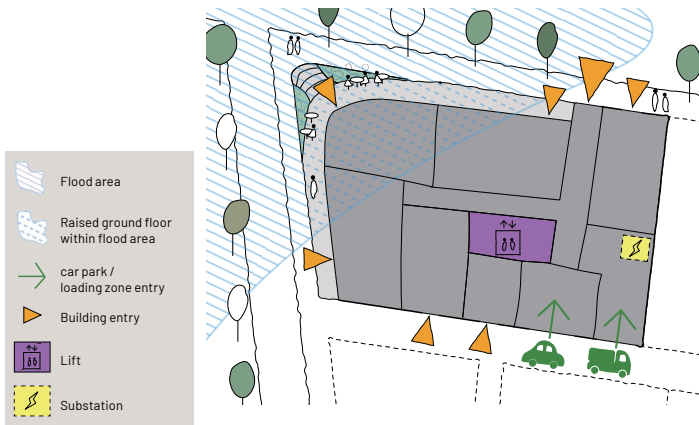 Flood area
Raised ground floor
within flood area
car park /
loading zone entry
Building entry
Lift
Substation